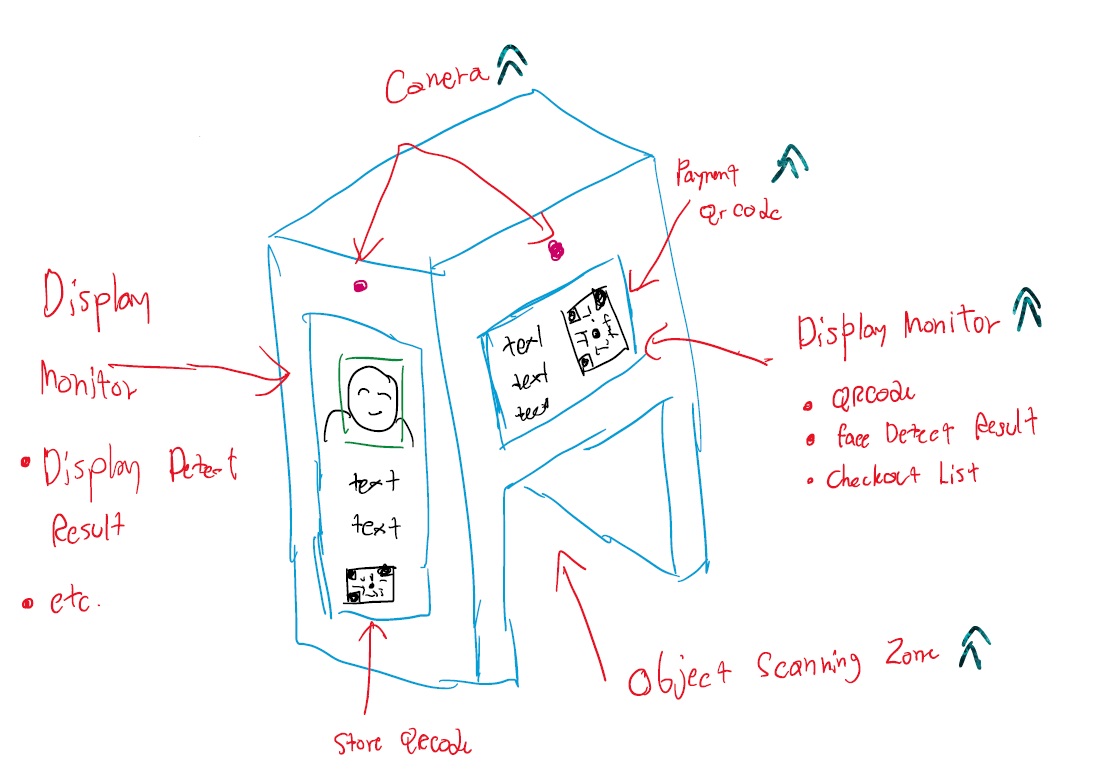 Camera
Payment
Qr code
Display
Monitor
• Display Detect
Result
• etc.
text
text
text
text
text
Display Monitor
• QRCode
• face Detect Result
• Checkout List
Object Scanning Zone
Store QRcode